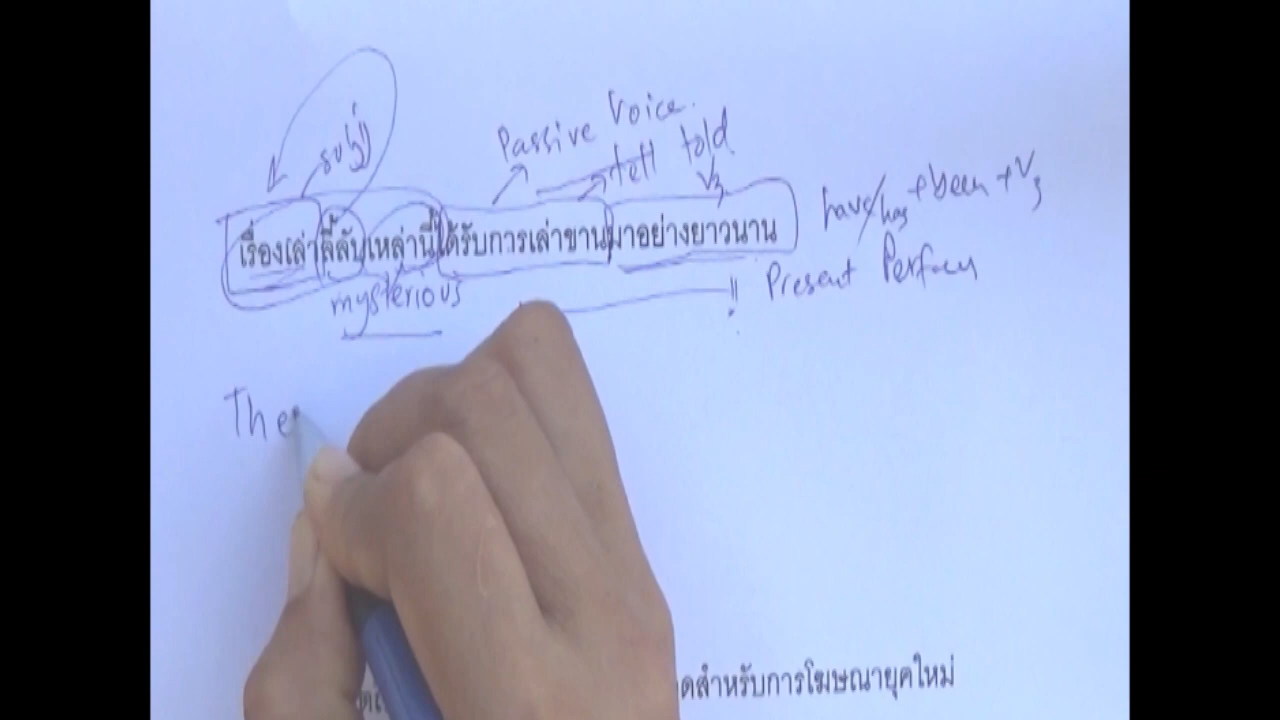 Passive Voice.
subj tell told
V3
เรื่องเล่าลี้ลับเหล่านี้ได้รับการเล่าขานมาอย่างยาวนาน have/has +been +V3
mysterious !! Present
The
สำหรับการโฆษณายุคใหม่